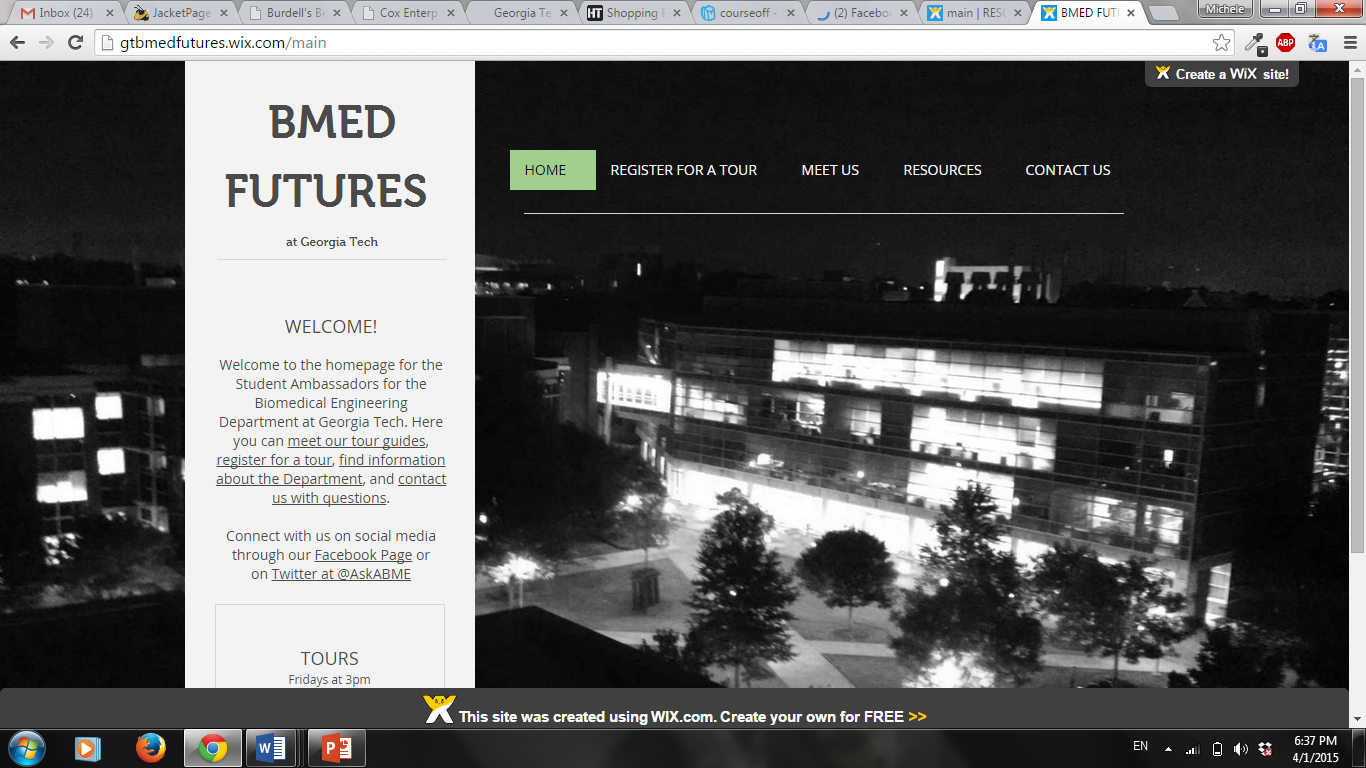 Inbox (24)
JacketPage
Burdell's Be
Cox Enterp
Georgia Te
HT Shopping E
courseoff -
(2) Faceboo
main | RESO
BMED FUT
Michele
gtbmedfutures.wix.com/main
ABP
Create a WiX site!
BMED
FUTURES
at Georgia Tech
HOME
REGISTER FOR A TOUR
MEET US
RESOURCES
CONTACT US
WELCOME!
Welcome to the homepage for the
Student Ambassadors for the
Biomedical Engineering
Department at Georgia Tech. Here
you can meet our tour guides,
register for a tour, find information
about the Department, and contact
us with questions.
Connect with us on social media
through our Facebook Page or
on Twitter at @AskABME
TOURS
Fridays at 3pm
This site was created using WIX.com. Create your own for FREE >>
EN
6:37 PM
4/1/2015